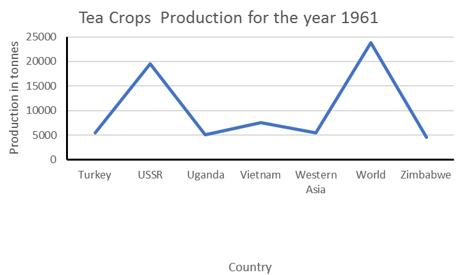 Tea Crops  Production for the year 1961
Production in tonnes
25000
20000
15000
10000
5000
0
Turkey
USSR
Uganda
Vietnam
Western
Asia
World
Zimbabwe
Country